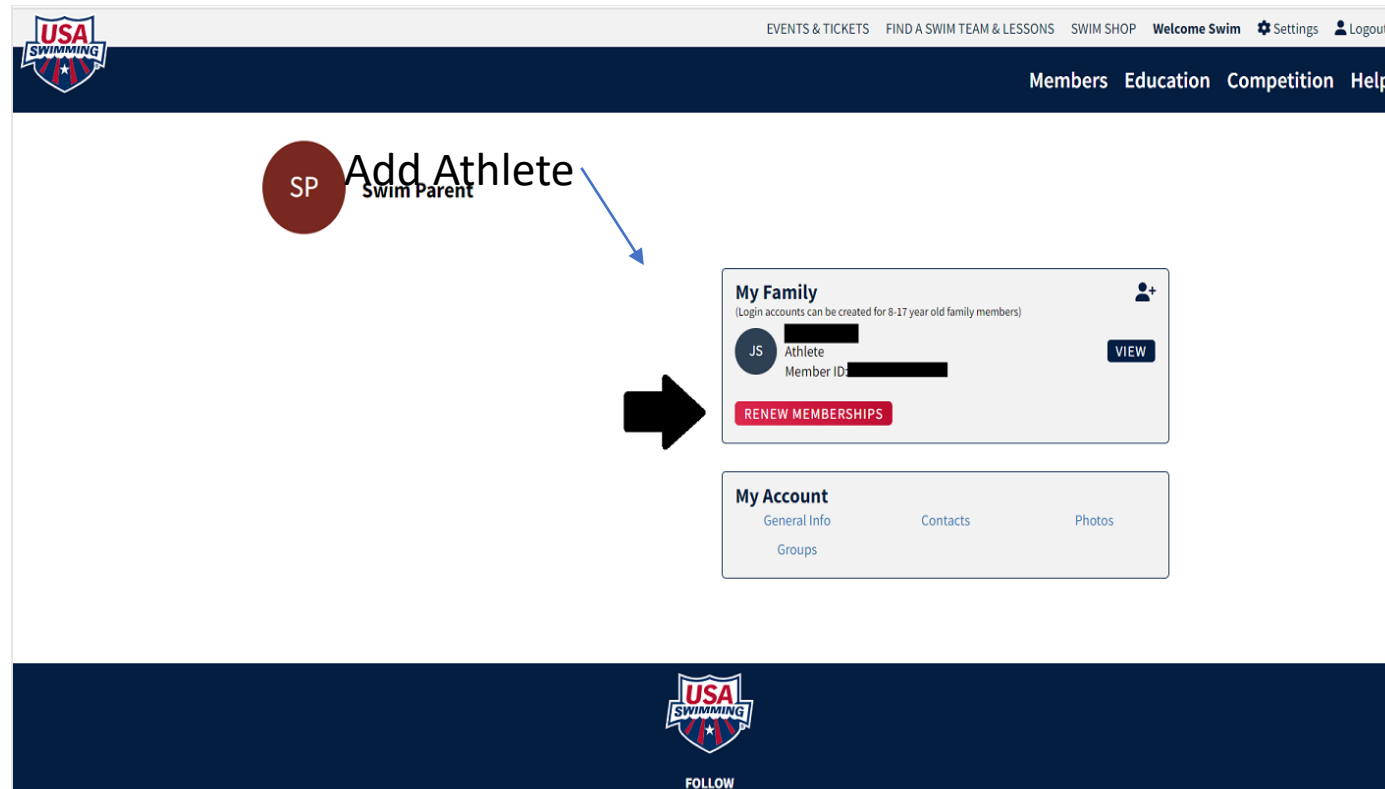 USA
SWIMMING
EVENTS & TICKETS FIND A SWIM TEAM & LESSONS SWIM SHOP Welcome Swim Settings Logout
Members Education Competition Help
SP
Add Athlete
Swim Parent
My Family
(Login accounts can be created for 8-17 year old family members)
JS
Athlete
VIEW
Member ID:
RENEW MEMBERSHIPS
My Account
General Info Contacts Photos
Groups
USA
SWIMMING
FOLLOW